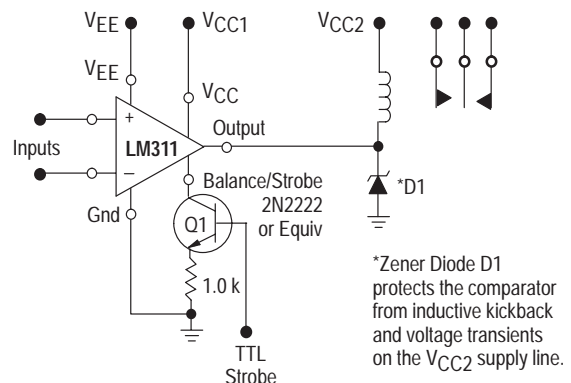 VEE
VCC1
VCC2
VEE
VCC
+
Output
Inputs
LM311
–
Balance/Strobe
2N2222
or Equiv
Gnd
Q1
*D1
1.0 k
TTL
Strobe
*Zener Diode D1
protects the comparator
from inductive kickback
and voltage transients
on the VCC2 supply line.